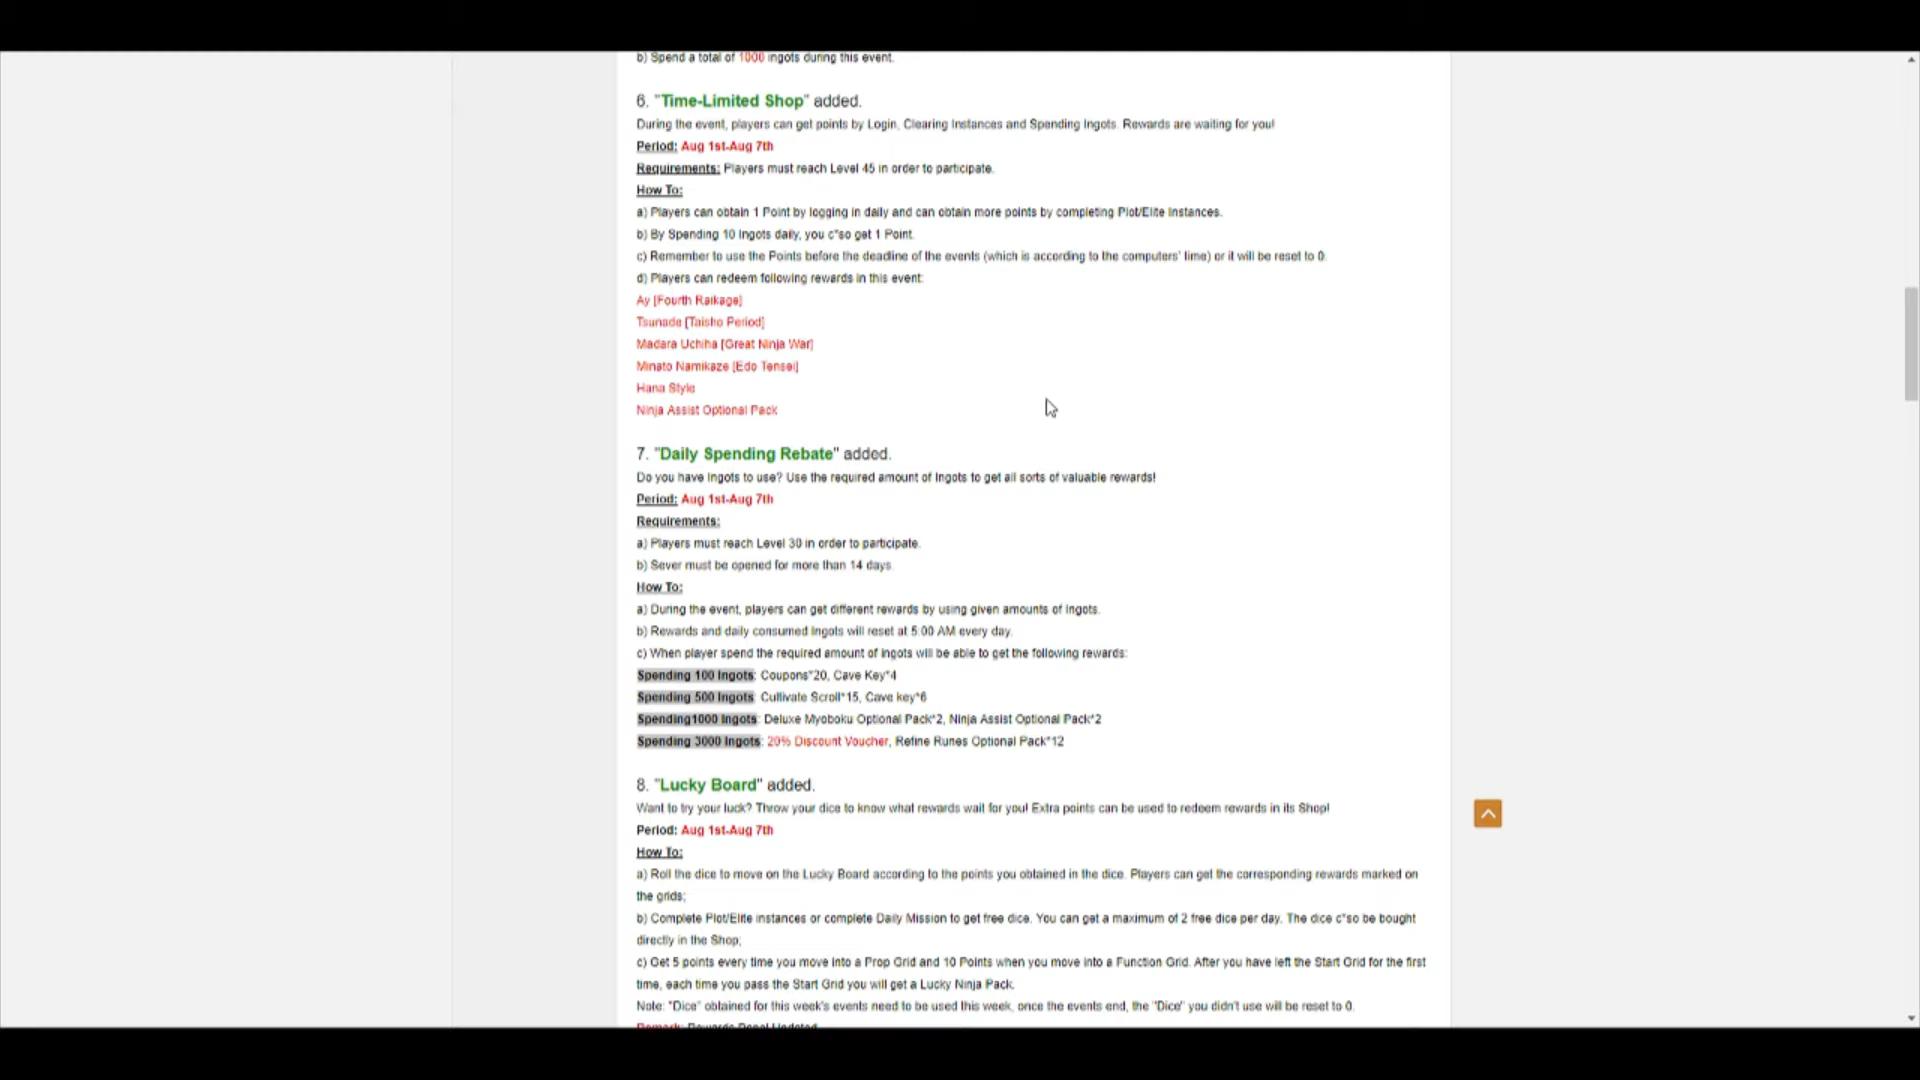 b) Spend a total of 1000 ingots during this event.
6. "Time-Limited Shop" added.
During the event, players can get points by Login, Clearing Instances and Spending Ingots. Rewards are waiting for you!
Period: Aug 1st-Aug 7th
Requirements: Players must reach Level 45 in order to participate.
How To:
a) Players can obtain 1 Point by logging in daily and can obtain more points by completing Plot/Elite Instances.
b) By Spending 10 Ingots daily, you c*so get 1 Point.
c) Remember to use the Points before the deadline of the events (which is according to the computers' time) or it will be reset to 0.
d) Players can redeem following rewards in this event:
Ay [Fourth Raikage]
Tsunade [Taisho Period]
Madara Uchiha [Great Ninja War]
Minato Namikaze [Edo Tensei]
Hana Style
Ninja Assist Optional Pack
7. "Daily Spending Rebate" added.
Do you have Ingots to use? Use the required amount of Ingots to get all sorts of valuable rewards!
Period: Aug 1st-Aug 7th
Requirements:
a) Players must reach Level 30 in order to participate.
b) Sever must be opened for more than 14 days.
How To:
a) During the event, players can get different rewards by using given amounts of Ingots.
b) Rewards and daily consumed Ingots will reset at 5:00 AM every day.
c) When player spend the required amount of ingots will be able to get the following rewards:
Spending 100 Ingots: Coupons*20, Cave Key*4
Spending 500 Ingots: Cultivate Scroll*15, Cave key*6
Spending1000 Ingots: Deluxe Myoboku Optional Pack*2, Ninja Assist Optional Pack*2
Spending 3000 Ingots: 20% Discount Voucher, Refine Runes Optional Pack*12
8. "Lucky Board" added.
Want to try your luck? Throw your dice to know what rewards wait for you! Extra points can be used to redeem rewards in its Shop!
Period: Aug 1st-Aug 7th
How To:
a) Roll the dice to move on the Lucky Board according to the points you obtained in the dice. Players can get the corresponding rewards marked on
the grids;
b) Complete Plot/Elite instances or complete Daily Mission to get free dice. You can get a maximum of 2 free dice per day. The dice c*so be bought
directly in the Shop;
c) Get 5 points every time you move into a Prop Grid and 10 Points when you move into a Function Grid. After you have left the Start Grid for the first
time, each time you pass the Start Grid you will get a Lucky Ninja Pack.
Note: "Dice" obtained for this week's events need to be used this week, once the events end, the "Dice" you didn't use will be reset to 0.
Remark: Rewards Panel Updated